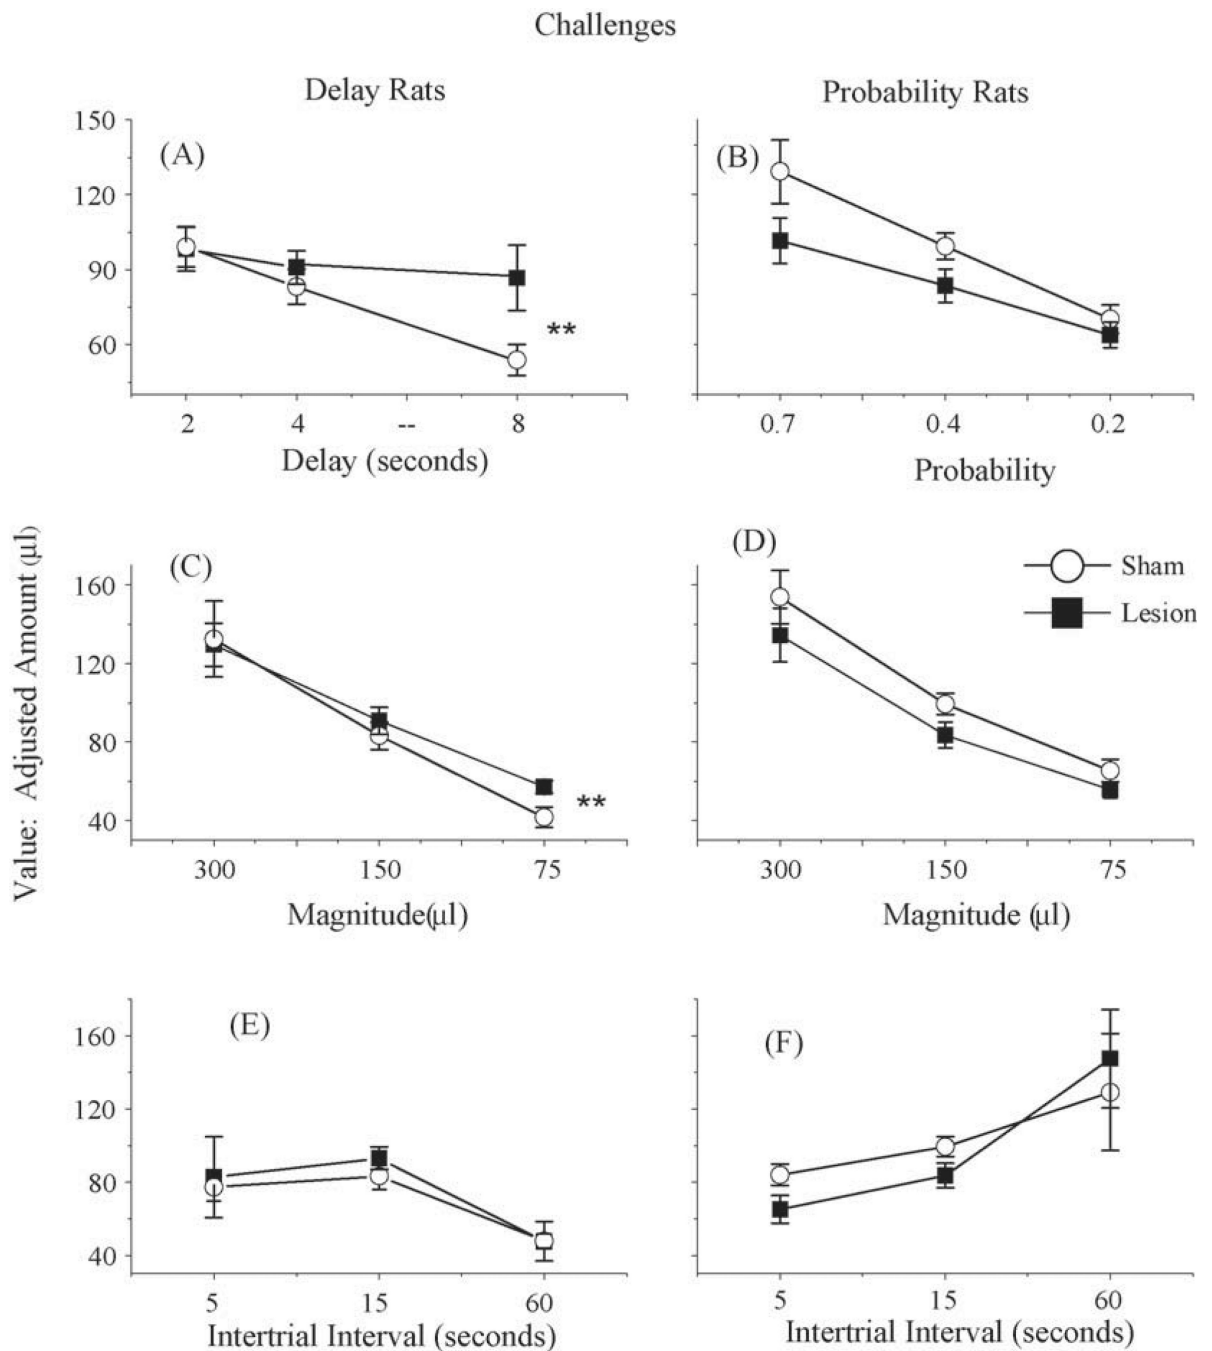 Challenges
Delay Rats
Probability Rats
150
120
90
60
(A)
**
2 4 -- 8
Delay (seconds)
(B)
0.7 0.4 0.2
Probability
Value: Adjusted Amount (μl)
160
120
80
40
(C)
**
300 150 75
Magnitude(μl)
(D)
Sham
Lesion
300 150 75
Magnitude (μl)
160
120
80
40
(E)
5 15 60
Intertrial Interval (seconds)
(F)
5 15 60
Intertrial Interval (seconds)